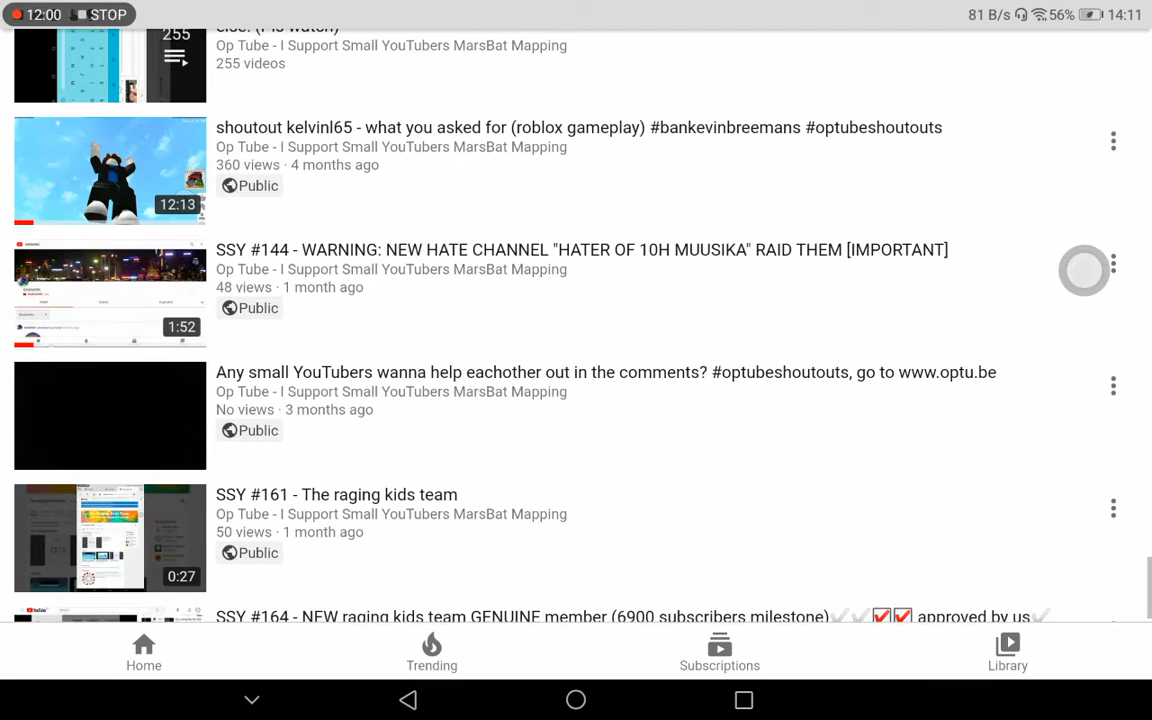 12:00 STOP
81 B/s 56% 14:11
255
else. (I is watch)
Op Tube - I Support Small YouTubers MarsBat Mapping
255 videos
shoutout kelvinl65 - what you asked for (roblox gameplay) #bankevinbreemans #optubeshoutouts
Op Tube - I Support Small YouTubers MarsBat Mapping
360 views · 4 months ago
Public
12:13
SSY #144 - WARNING: NEW HATE CHANNEL "HATER OF 10H MUUSIKA" RAID THEM [IMPORTANT]
Op Tube - I Support Small YouTubers MarsBat Mapping
48 views · 1 month ago
Public
1:52
Any small YouTubers wanna help eachother out in the comments? #optubeshoutouts, go to www.optu.be
Op Tube - I Support Small YouTubers MarsBat Mapping
No views · 3 months ago
Public
SSY #161 - The raging kids team
Op Tube - I Support Small YouTubers MarsBat Mapping
50 views · 1 month ago
Public
0:27
SSY #164 - NEW raging kids team GENUINE member (6900 subscribers milestone)✔✔☑☑ approved by us✔
Home
Trending
Subscriptions
Library